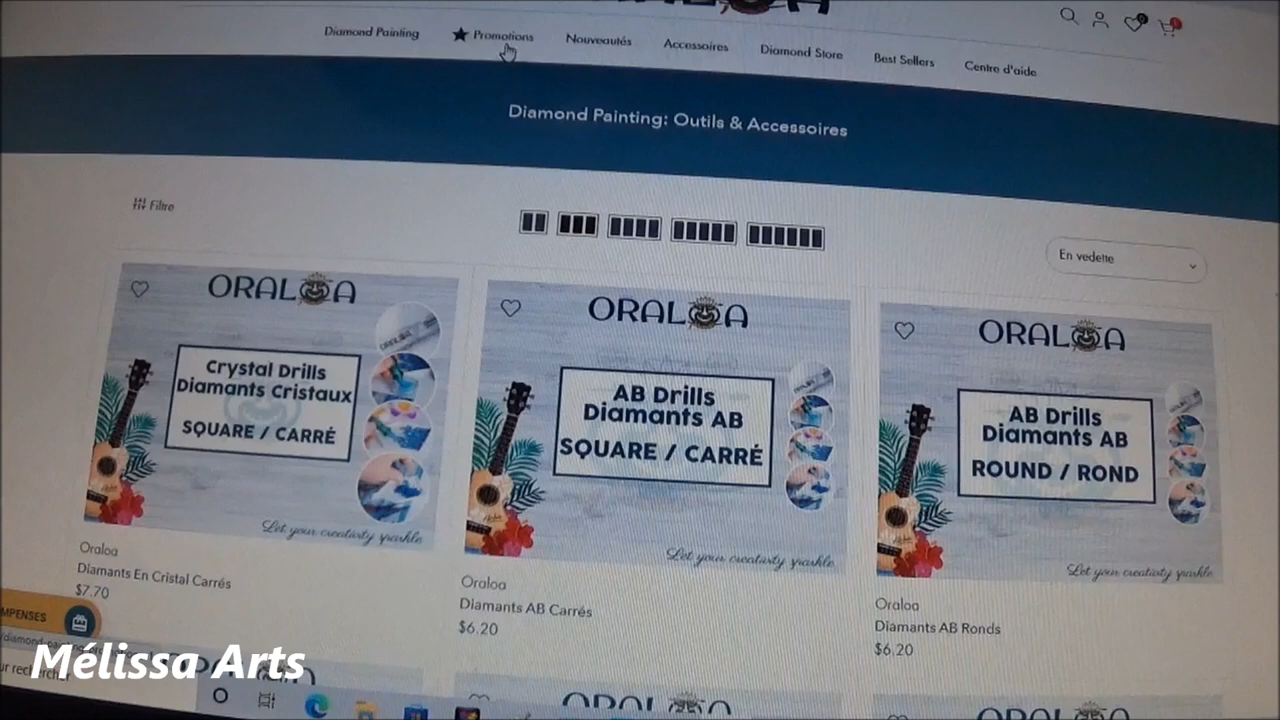 Diamond Painting
Promotions
Nouveautés
Accessoires
Diamond Store
Best Sellers
Centre d'aide
Diamond Painting: Outils & Accessoires
Filtre
En vedette
ORALOA
Crystal Drills
Diamants Cristaux
SQUARE / CARRÉ
Let your creativity sparkle
Oraloa
Diamants En Cristal Carrés
$7.70
ORALOA
AB Drills
Diamants AB
SQUARE / CARRÉ
Let your creativity sparkle
Oraloa
Diamants AB Carrés
$6.20
ORALOA
AB Drills
Diamants AB
ROUND / ROND
Let your creativity sparkle
Oraloa
Diamants AB Ronds
$6.20
MPENSES
Mélissa Arts
ur rechercher